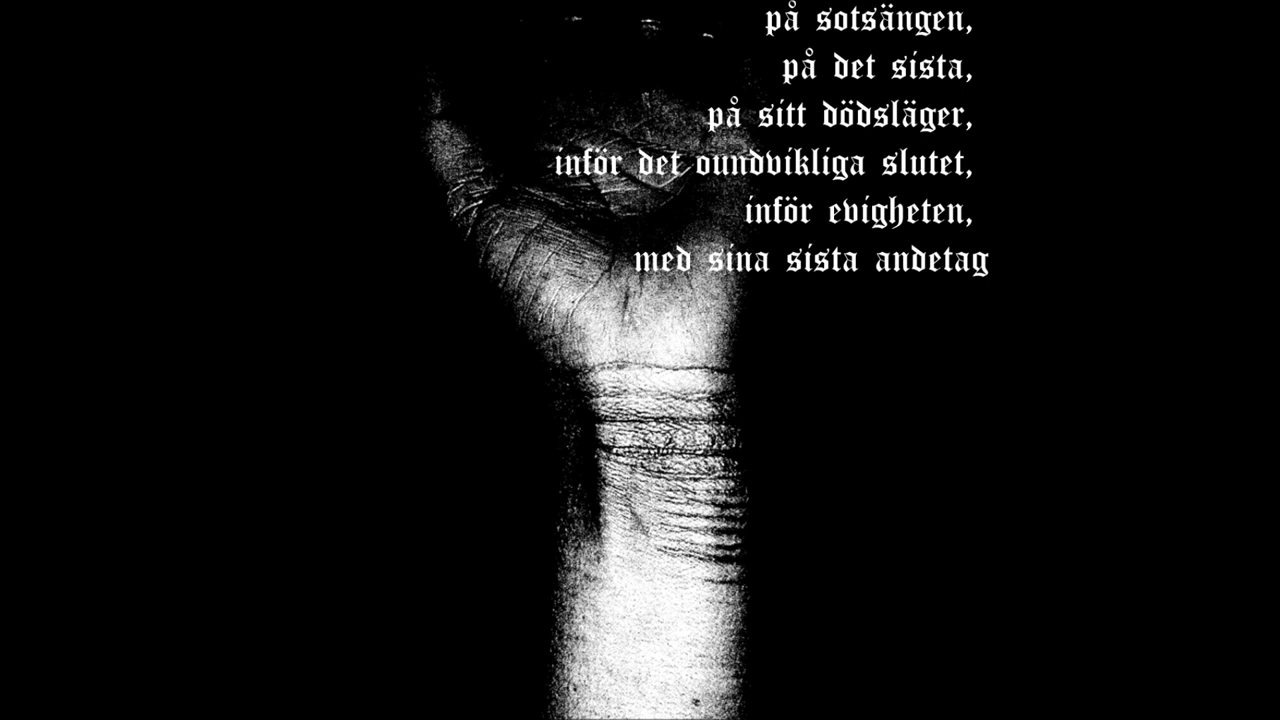 på sotsängen,
på det sista,
på sitt dödsläger,
inför det oundvikliga slutet,
inför evigheten,
med sina sista andetag